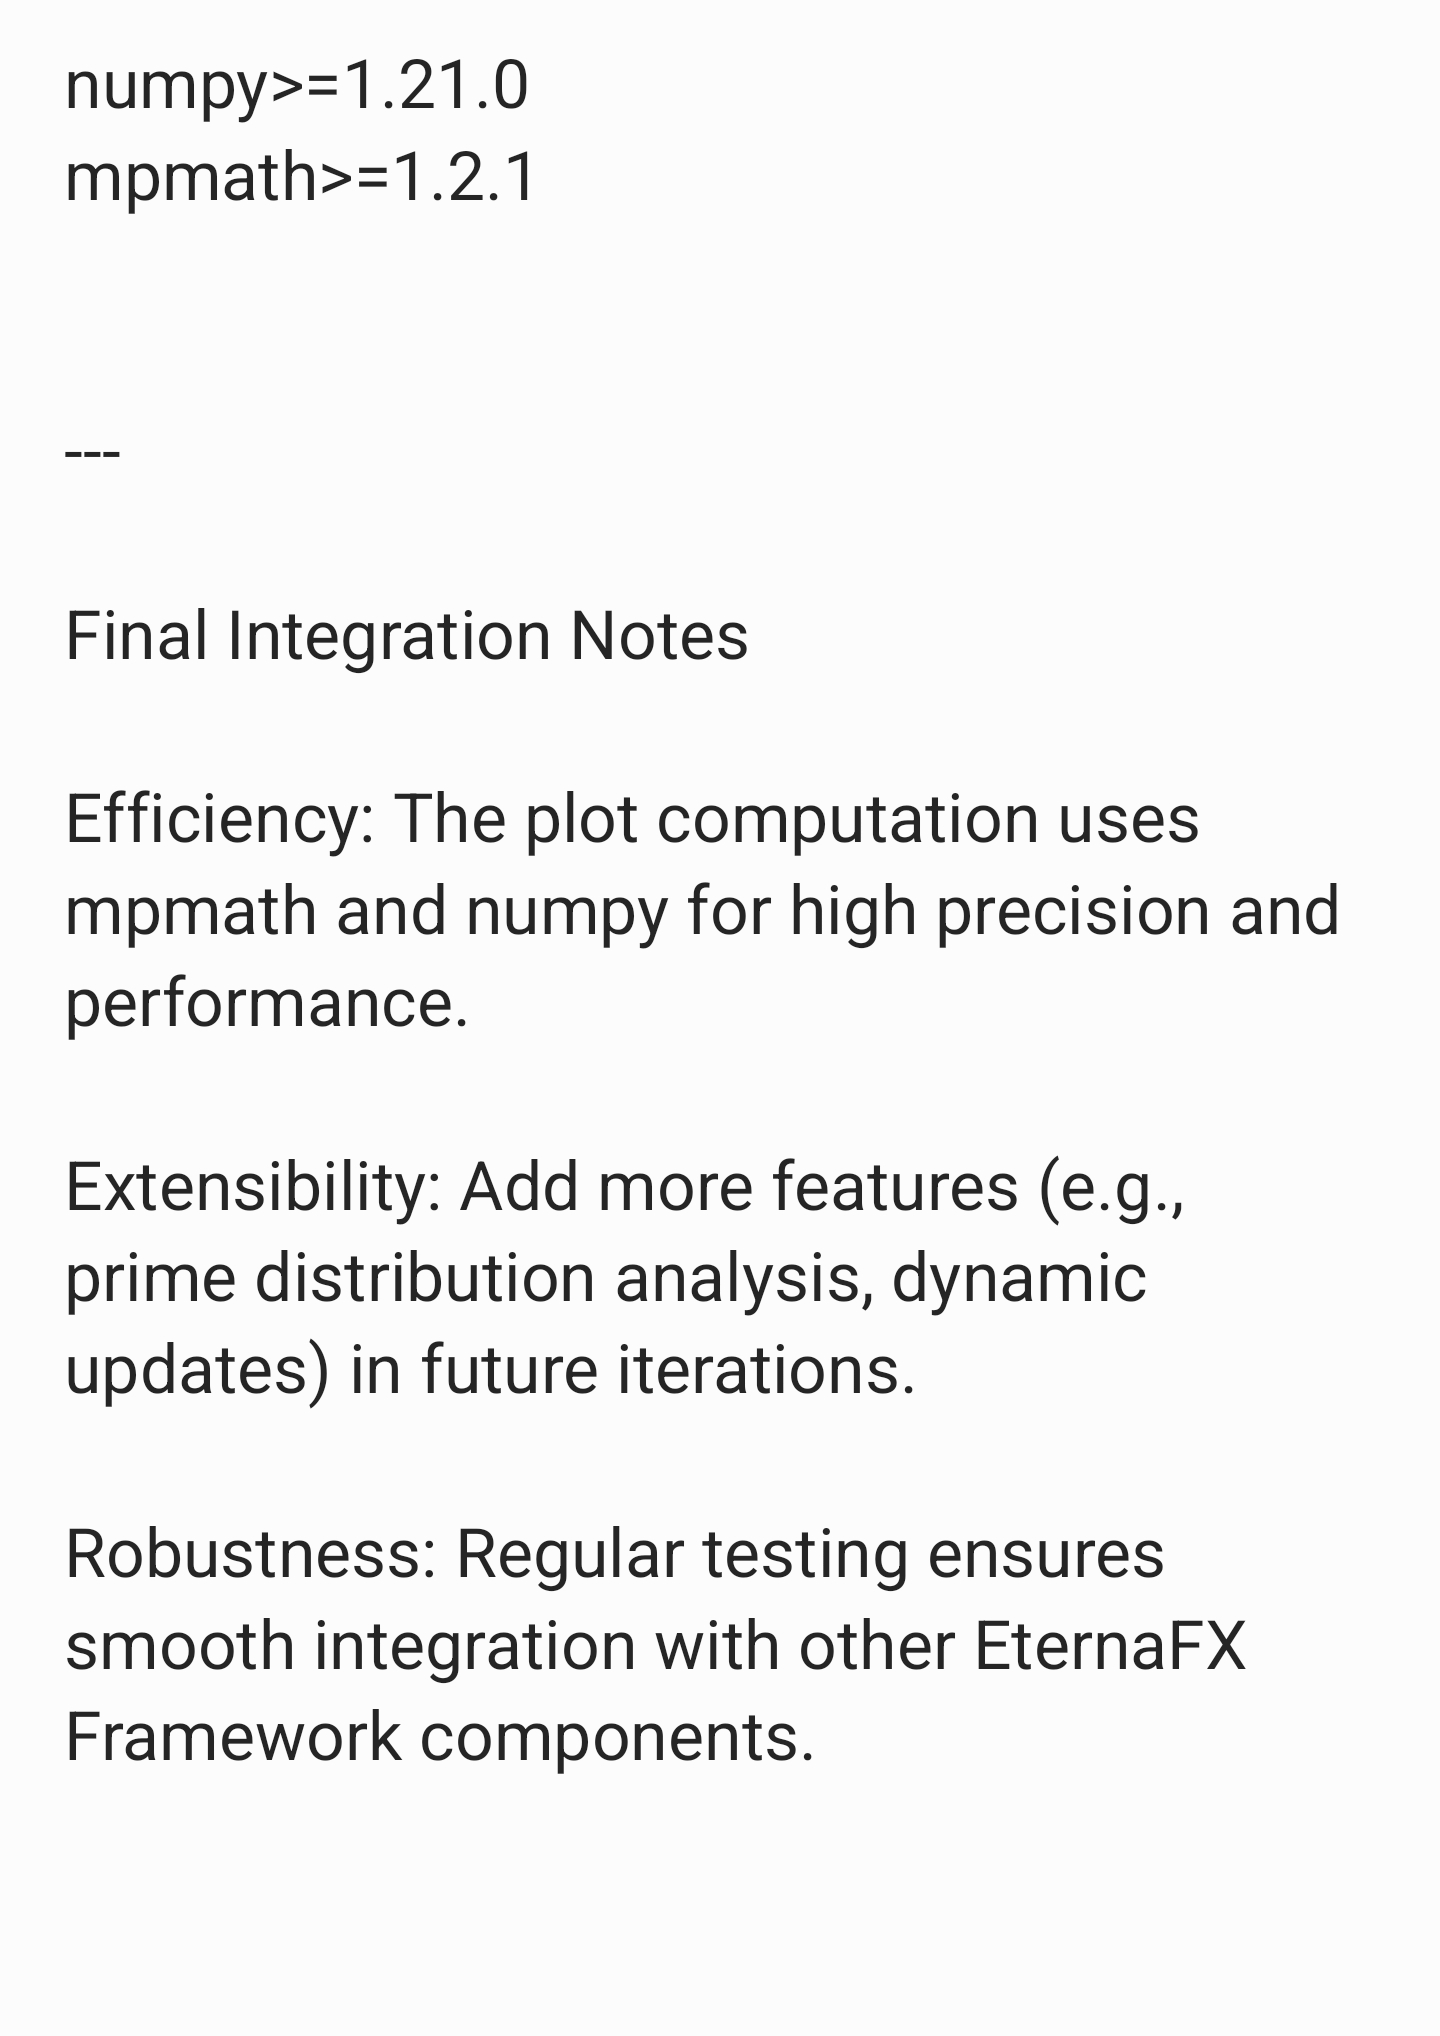 numpy>=1.21.0
mpmath>=1.2.1
---
Final Integration Notes
Efficiency: The plot computation uses
mpmath and numpy for high precision and
performance.
Extensibility: Add more features (e.g.,
prime distribution analysis, dynamic
updates) in future iterations.
Robustness: Regular testing ensures
smooth integration with other EternaFX
Framework components.